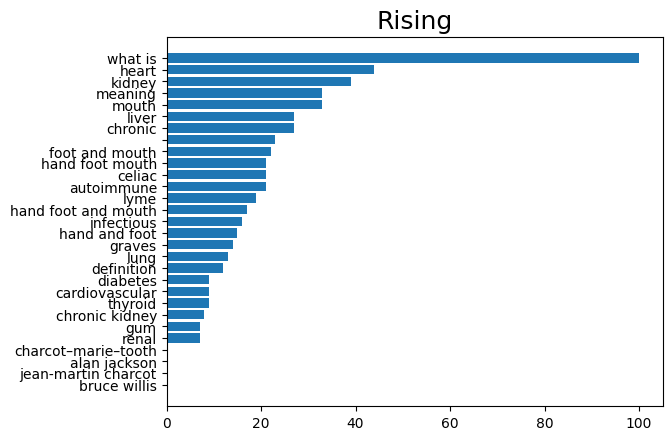 Rising
what is
heart
kidney
meaning
mouth
liver
chronic
foot and mouth
hand foot mouth
celiac
autoimmune
lyme
hand foot and mouth
infectious
hand and foot
graves
lung
definition
diabetes
cardiovascular
thyroid
chronic kidney
gum
renal
charcot–marie–tooth
alan jackson
jean-martin charcot
bruce willis
0 20 40 60 80 100